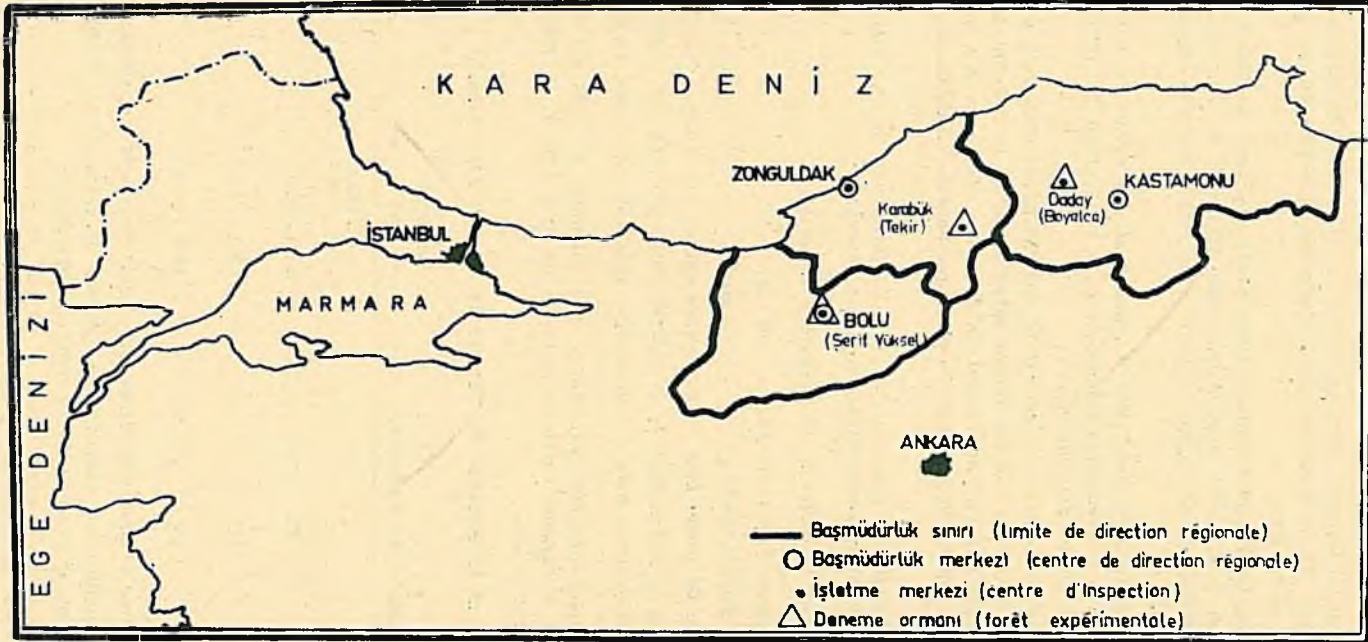 KARA DENİZ
ZONGULDAK
KASTAMONU
Daday
(Boyalca)
Karabük
(Tekir)
İSTANBUL
MARMARA
BOLU
(Şerif Yüksel)
EGE DENİZİ
ANKARA
Başmüdürlük sınırı (limite de direction régionale)
Başmüdürlük merkezi (centre de direction régionale)
İşletme merkezi (centre d'Inspection)
Deneme ormanı (forêt expérimentale)